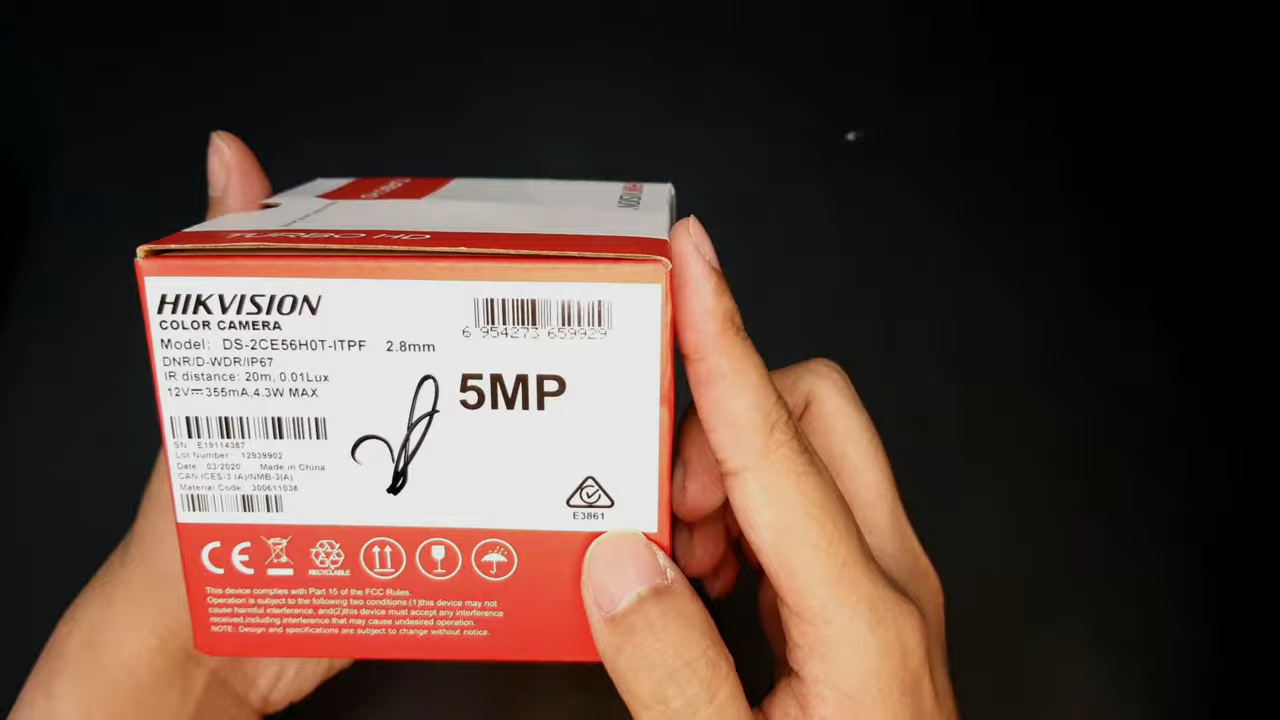 TURBO HD
HIKVISION
COLOR CAMERA
Model: DS-2CE56H0T-ITPF 2.8mm
DNR/D-WDR/IP67
IR distance: 20m, 0.01Lux
12V⎓355mA,4.3W MAX
6 954273 659929
5MP
SN: E19114387
Lot Number: 12939902
Date: 03/2020 Made in China
CAN ICES-3 (A)/NMB-3(A)
Material Code: 300611038
E3861
CE
RECYCLABLE
This device complies with Part 15 of the FCC Rules.
Operation is subject to the following two conditions.(1)this device may not
cause harmful interference, and(2)this device must accept any interference
received,including interference that may cause undesired operation.
NOTE: Design and specifications are subject to change without notice.